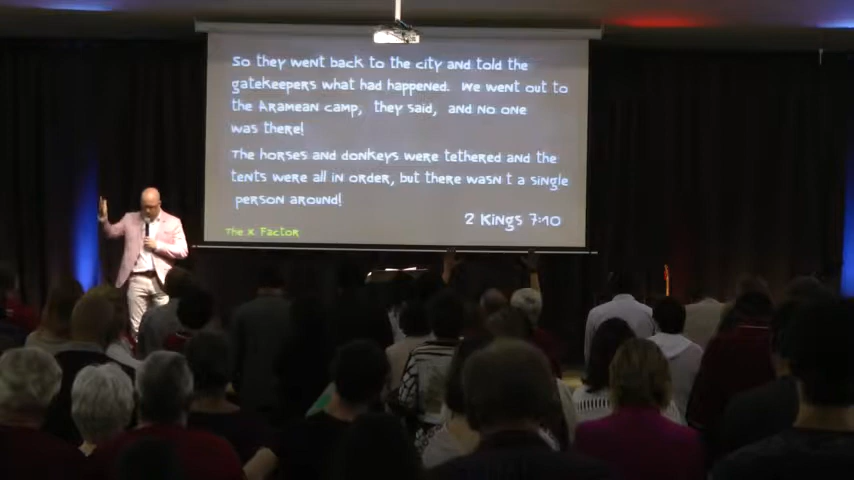 So they went back to the city and told the
gatekeepers what had happened. We went out to
the Aramean camp, they said, and no one
was there!
The horses and donkeys were tethered and the
tents were all in order, but there wasn t a single
person around!
2 Kings 7:10
The X Factor